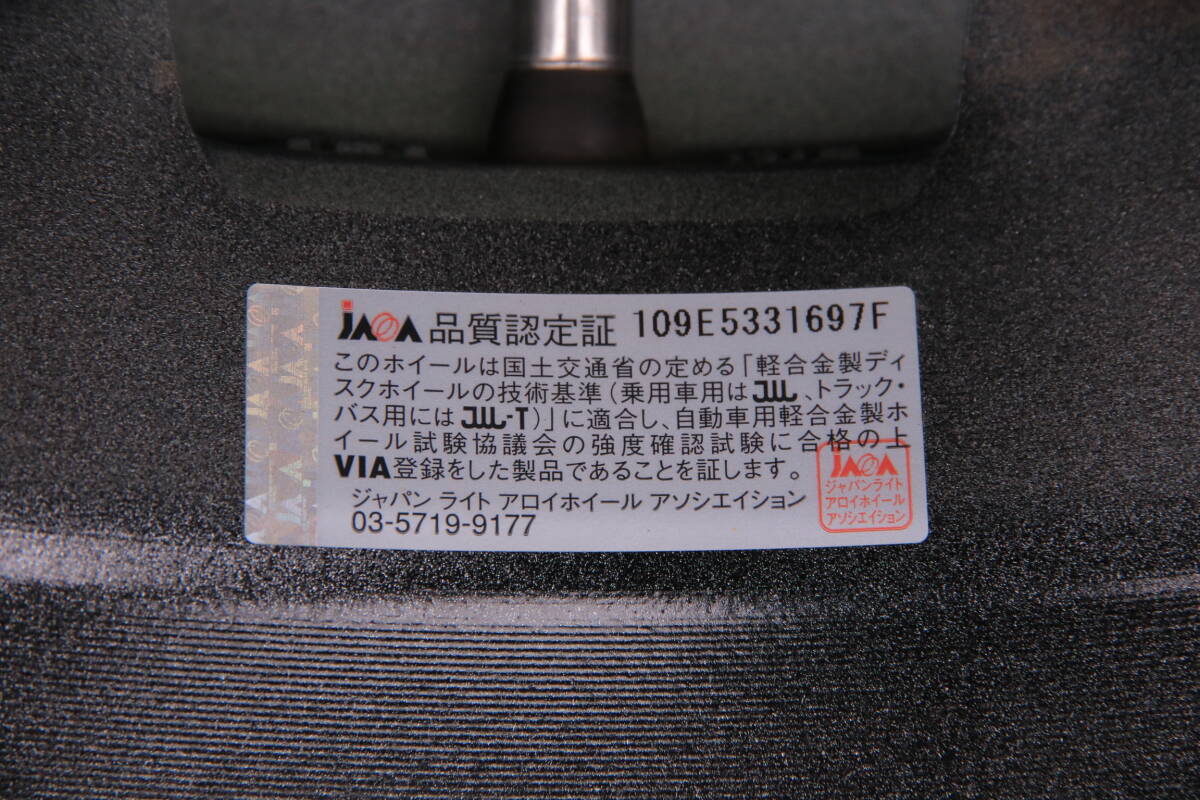 JAWA 品質認定証 109E5331697F
このホイールは国土交通省の定める「軽合金製ディ
スクホイールの技術基準(乗用車用はJWL、トラック・
バス用にはJWL-T)」に適合し、自動車用軽合金製ホ
イール試験協議会の強度確認試験に合格の上
VIA登録をした製品であることを証します。
ジャパン ライト アロイホイール アソシエイション
03-5719-9177
JAWA
ジャパンライト
アロイホイール
アソシエイション